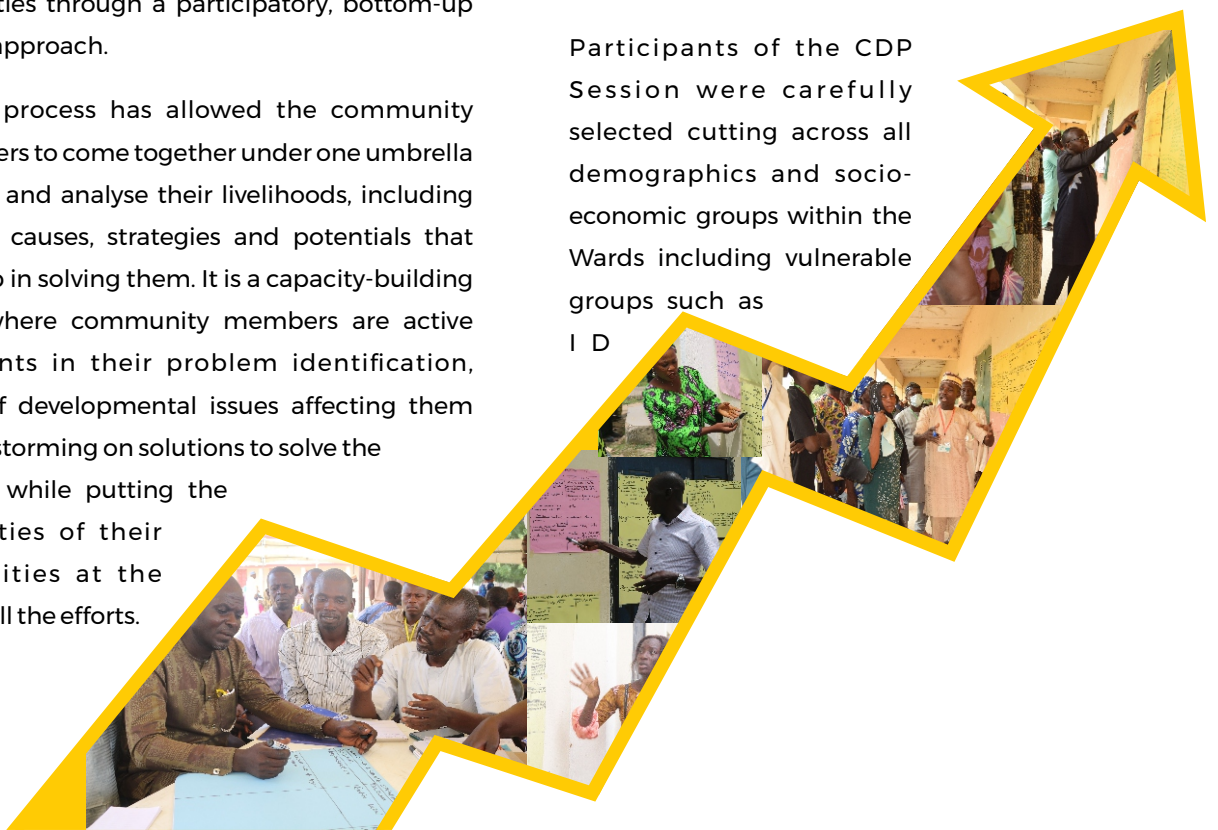 ties through a participatory, bottom-up
approach.
process has allowed the community
ers to come together under one umbrella
and analyse their livelihoods, including
causes, strategies and potentials that
in solving them. It is a capacity-building
where community members are active
nts in their problem identification,
f developmental issues affecting them
storming on solutions to solve the
while putting the
ties of their
ities at the
ll the efforts.
Participants of the CDP
Session were carefully
selected cutting across all
demographics and socio-
economic groups within the
Wards including vulnerable
groups such as
I D